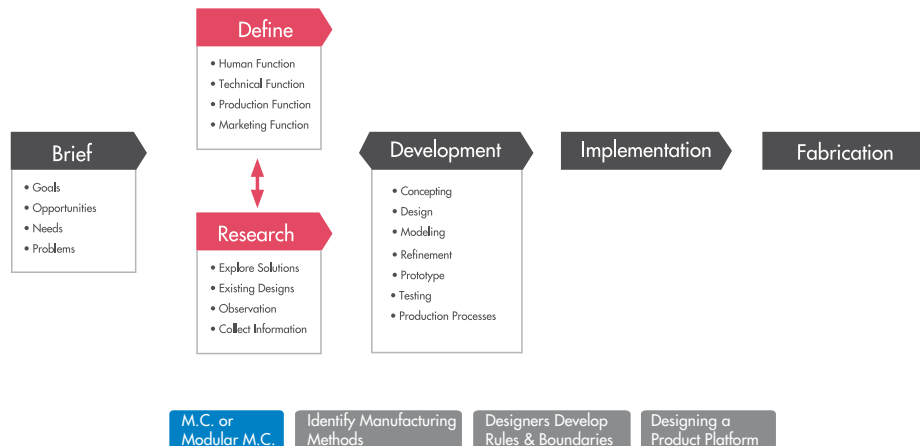 Brief
• Goals
• Opportunities
• Needs
• Problems
Define
• Human Function
• Technical Function
• Production Function
• Marketing Function
Research
• Explore Solutions
• Existing Designs
• Observation
• Collect Information
Development
• Concepting
• Design
• Modeling
• Refinement
• Prototype
• Testing
• Production Processes
Implementation
Fabrication
M.C. or
Modular M.C.
Identify Manufacturing
Methods
Designers Develop
Rules & Boundaries
Designing a
Product Platform